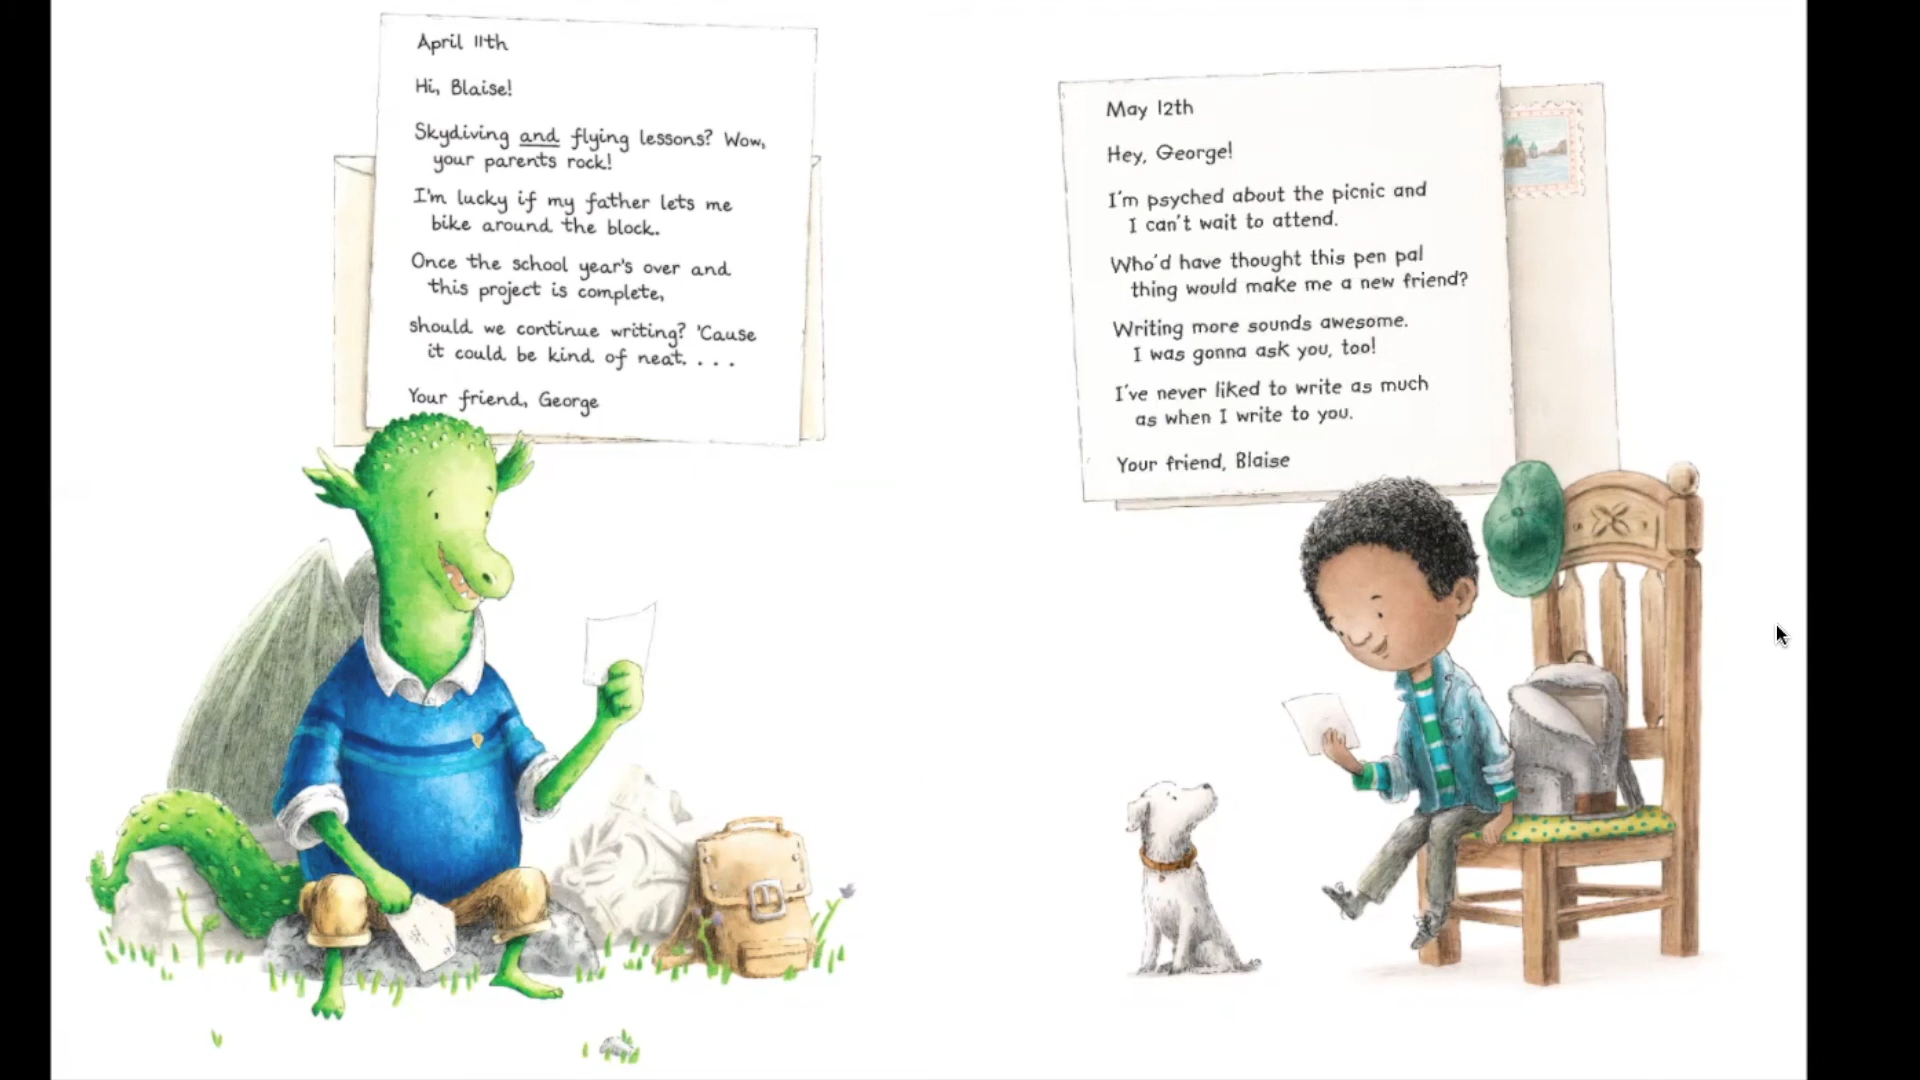 April 11th
Hi, Blaise!
Skydiving and flying lessons? Wow,
your parents rock!
I'm lucky if my father lets me
bike around the block.
Once the school year's over and
this project is complete,
should we continue writing? 'Cause
it could be kind of neat. . . .
Your friend, George
May 12th
Hey, George!
I'm psyched about the picnic and
I can't wait to attend.
Who'd have thought this pen pal
thing would make me a new friend?
Writing more sounds awesome.
I was gonna ask you, too!
I've never liked to write as much
as when I write to you.
Your friend, Blaise